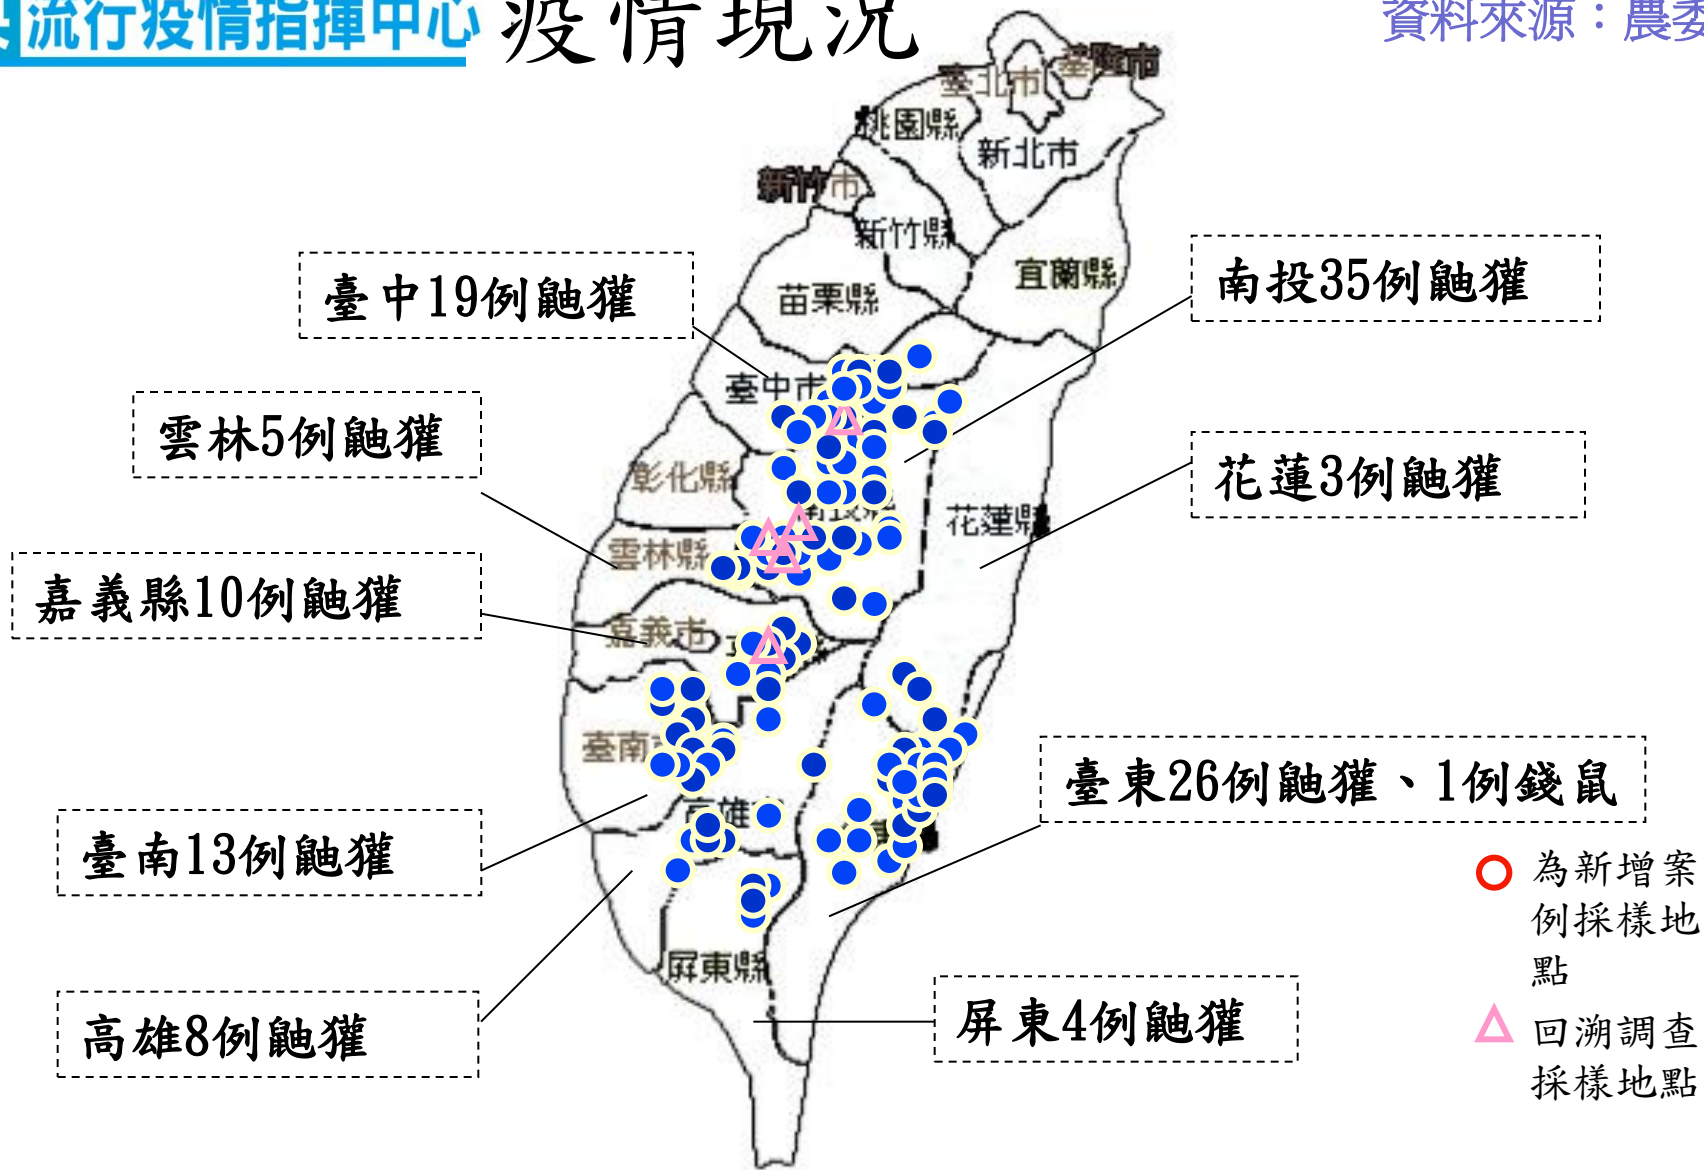 流行疫情指揮中心
疫情現況
資料來源：農委
基隆市
臺北市
桃園縣
新北市
新竹市
新竹縣
宜蘭縣
苗栗縣
臺中19例鼬獾
南投35例鼬獾
臺中市
雲林5例鼬獾
花蓮3例鼬獾
彰化縣
南投縣
花蓮縣
雲林縣
嘉義縣10例鼬獾
嘉義市
臺南
臺東26例鼬獾、1例錢鼠
高雄
臺南13例鼬獾
為新增案
例採樣地
點
屏東縣
高雄8例鼬獾
屏東4例鼬獾
回溯調查
採樣地點